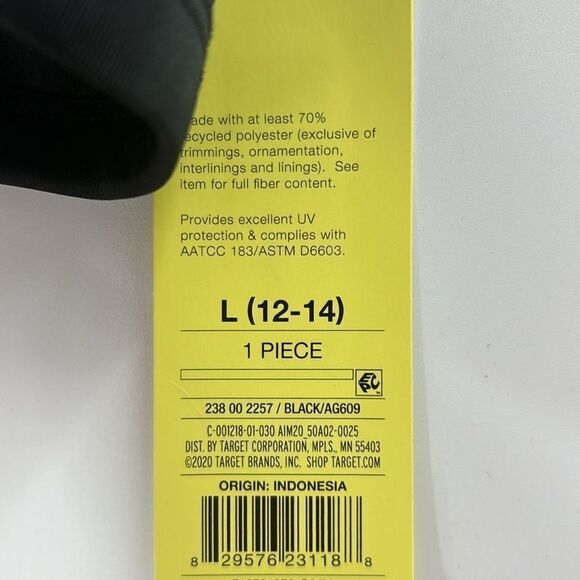 ade with at least 70%
ecycled polyester (exclusive of
trimmings, ornamentation,
interlinings and linings). See
item for full fiber content.
Provides excellent UV
protection & complies with
AATCC 183/ASTM D6603.
L (12-14)
1 PIECE
EPC
238 00 2257 / BLACK/AG609
C-001218-01-030 AIM20_50A02-0025
DIST. BY TARGET CORPORATION, MPLS., MN 55403
©2020 TARGET BRANDS, INC. SHOP TARGET.COM
ORIGIN: INDONESIA
8 29576 23118 8